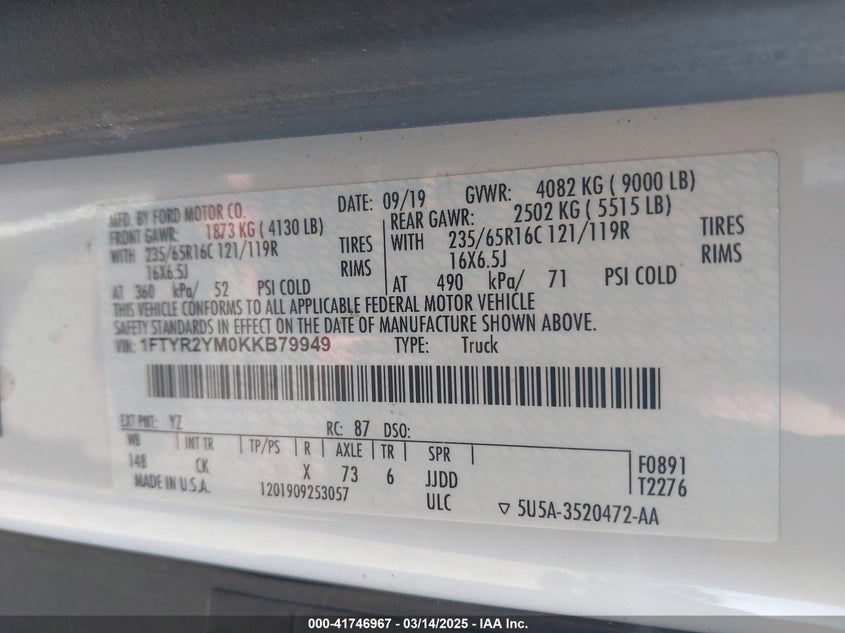 MFD. BY FORD MOTOR CO. DATE: 09/19 GVWR: 4082 KG ( 9000 LB)
FRONT GAWR: 1873 KG ( 4130 LB) REAR GAWR: 2502 KG ( 5515 LB)
WITH 235/65R16C 121/119R TIRES WITH 235/65R16C 121/119R TIRES
16X6.5J RIMS 16X6.5J RIMS
AT 360 kPa/ 52 PSI COLD AT 490 kPa/ 71 PSI COLD
THIS VEHICLE CONFORMS TO ALL APPLICABLE FEDERAL MOTOR VEHICLE
SAFETY STANDARDS IN EFFECT ON THE DATE OF MANUFACTURE SHOWN ABOVE.
VIN: 1FTYR2YM0KKB79949 TYPE: Truck
EXT PNT: YZ RC: 87 DSO:
WB INT TR TP/PS R AXLE TR SPR
148 CK X 73 6 JJDD F0891
MADE IN U.S.A. 1201909253057 ULC T2276
▽ 5U5A-3520472-AA
000-41746967 - 03/14/2025 - IAA Inc.